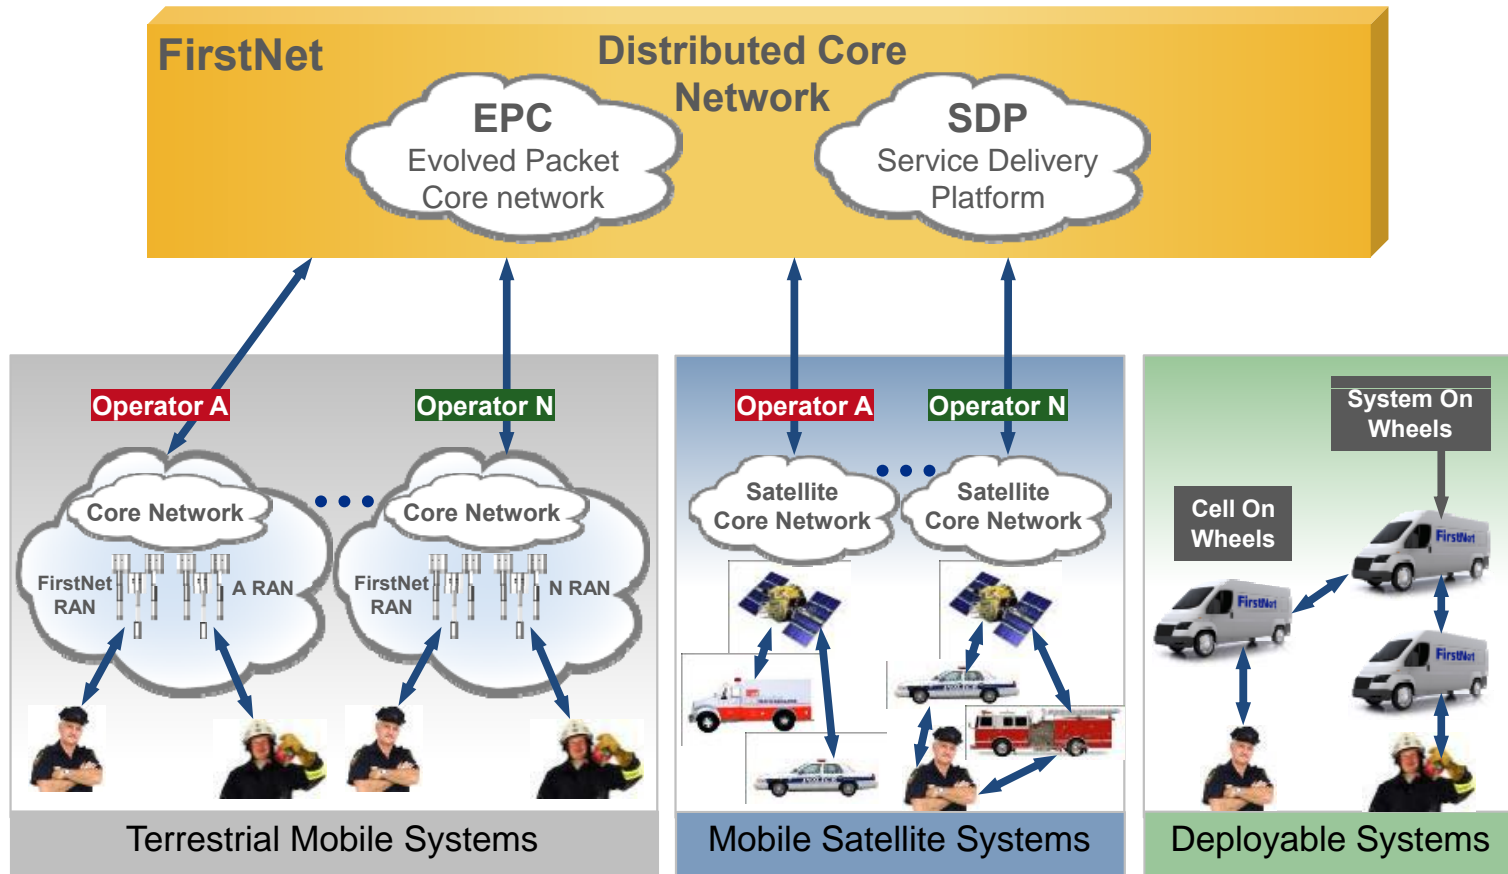 FirstNet
Distributed Core
Network
EPC
Evolved Packet
Core network
SDP
Service Delivery
Platform
Operator A
Operator N
Core Network
Core Network
FirstNet
RAN
A RAN
FirstNet
RAN
N RAN
Terrestrial Mobile Systems
Operator A
Operator N
Satellite
Core Network
Satellite
Core Network
POLICE
POLICE
Mobile Satellite Systems
System On
Wheels
Cell On
Wheels
FirstNet
FirstNet
FirstNet
Deployable Systems